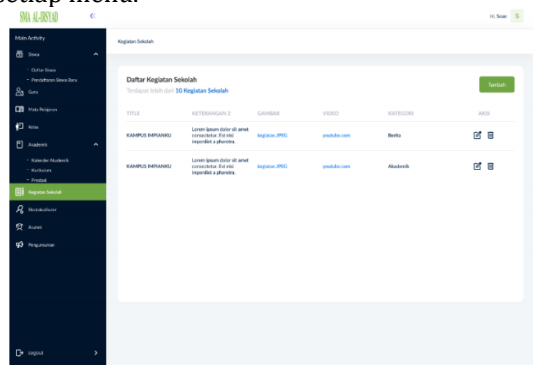 setiap menu.
SMA AL-IRSYAD
Hi, Sean S
Main Activity
Kegiatan Sekolah
Siswa
Daftar Siswa
Pendaftaran Siswa Baru
Guru
Mata Pelajaran
Kelas
Akademik
Kalender Akademik
Kurikulum
Prestasi
Kegiatan Sekolah
Ekstrakulikuler
Alumni
Pengumuman
Logout
Daftar Kegiatan Sekolah
Terdapat lebih dari 10 Kegiatan Sekolah
Tambah
TITLE KETERANGAN 2 GAMBAR VIDEO KATEGORI AKSI
KAMPUS IMPIANKU Lorem ipsum dolor sit amet consectetur. Est nisi imperdiet a pharetra. kegiatan.JPEG youtube.com Berita
KAMPUS IMPIANKU Lorem ipsum dolor sit amet consectetur. Est nisi imperdiet a pharetra. kegiatan.JPEG youtube.com Akademik